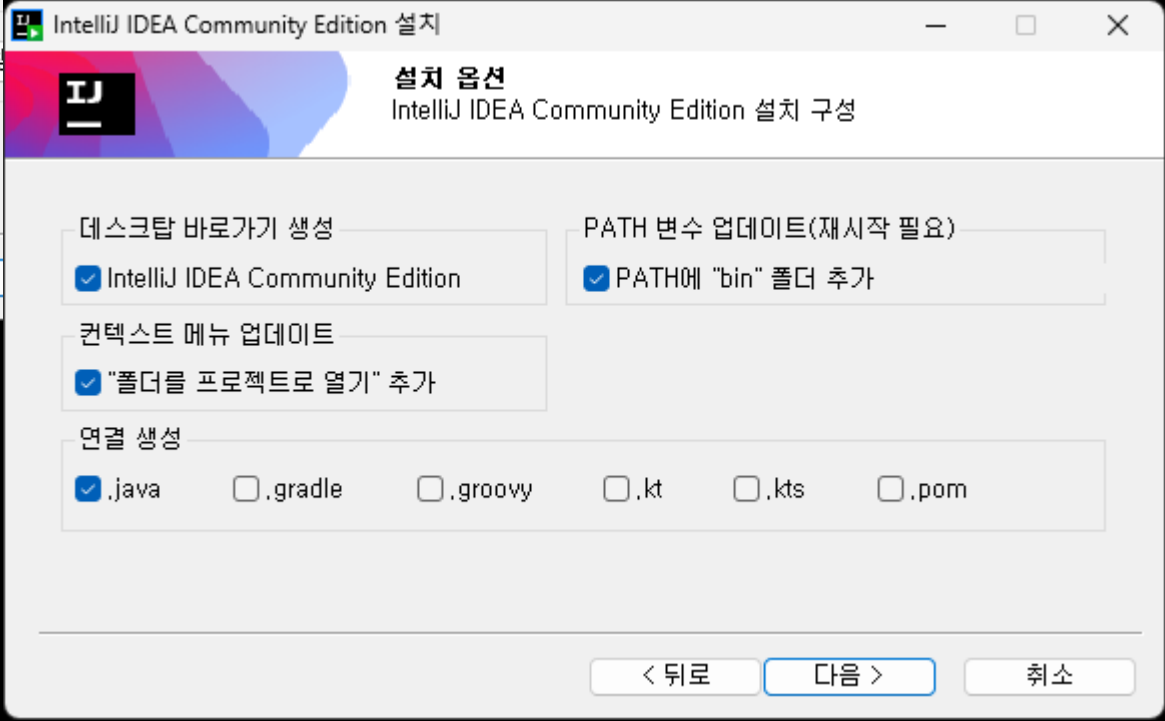 IntelliJ IDEA Community Edition 설치
IJ
설치 옵션
IntelliJ IDEA Community Edition 설치 구성
데스크탑 바로가기 생성
IntelliJ IDEA Community Edition
PATH 변수 업데이트(재시작 필요)
PATH에 "bin" 폴더 추가
컨텍스트 메뉴 업데이트
"폴더를 프로젝트로 열기" 추가
연결 생성
.java .gradle .groovy .kt .kts .pom
< 뒤로 다음 > 취소